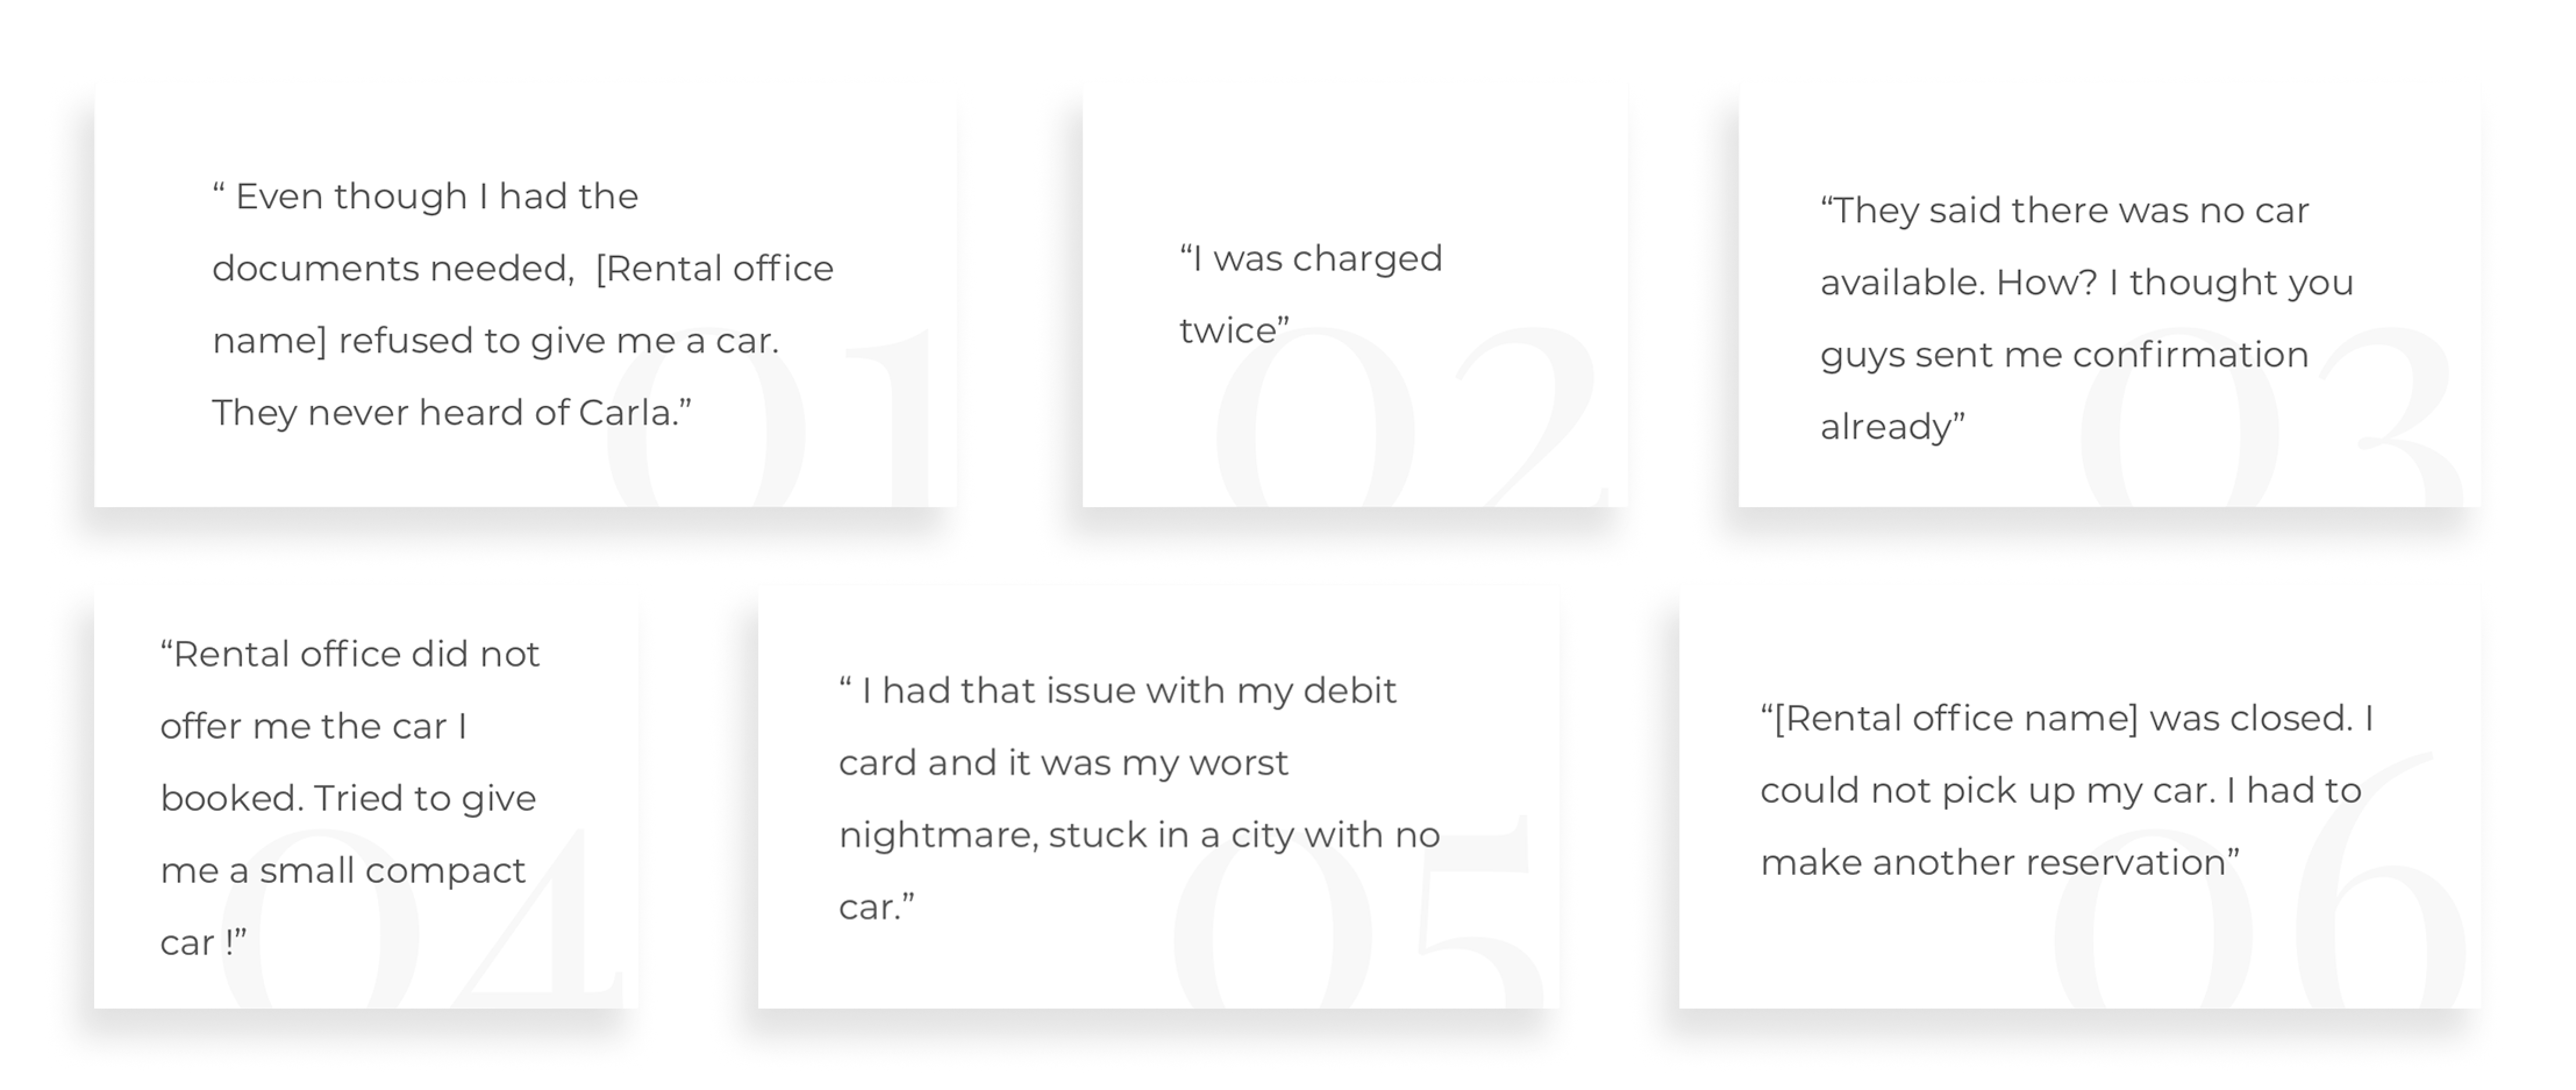 “ Even though I had the
documents needed,  [Rental office
name] refused to give me a car.
They never heard of Carla.”
01
“I was charged
twice”
02
“They said there was no car
available. How? I thought you
guys sent me confirmation
already”
03
“Rental office did not
offer me the car I
booked. Tried to give
me a small compact
car !”
04
“ I had that issue with my debit
card and it was my worst
nightmare, stuck in a city with no
car.”
05
“[Rental office name] was closed. I
could not pick up my car. I had to
make another reservation”
06